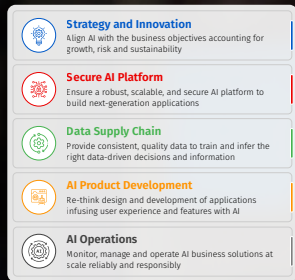 Strategy and Innovation
Align AI with the business objectives accounting for
growth, risk and sustainability
Secure AI Platform
Ensure a robust, scalable, and secure AI platform to
build next-generation applications
Data Supply Chain
Provide consistent, quality data to train and infer the
right data-driven decisions and information
AI Product Development
Re-think design and development of applications
infusing user experience and features with AI
AI
AI Operations
Monitor, manage and operate AI business solutions at
scale reliably and responsibly